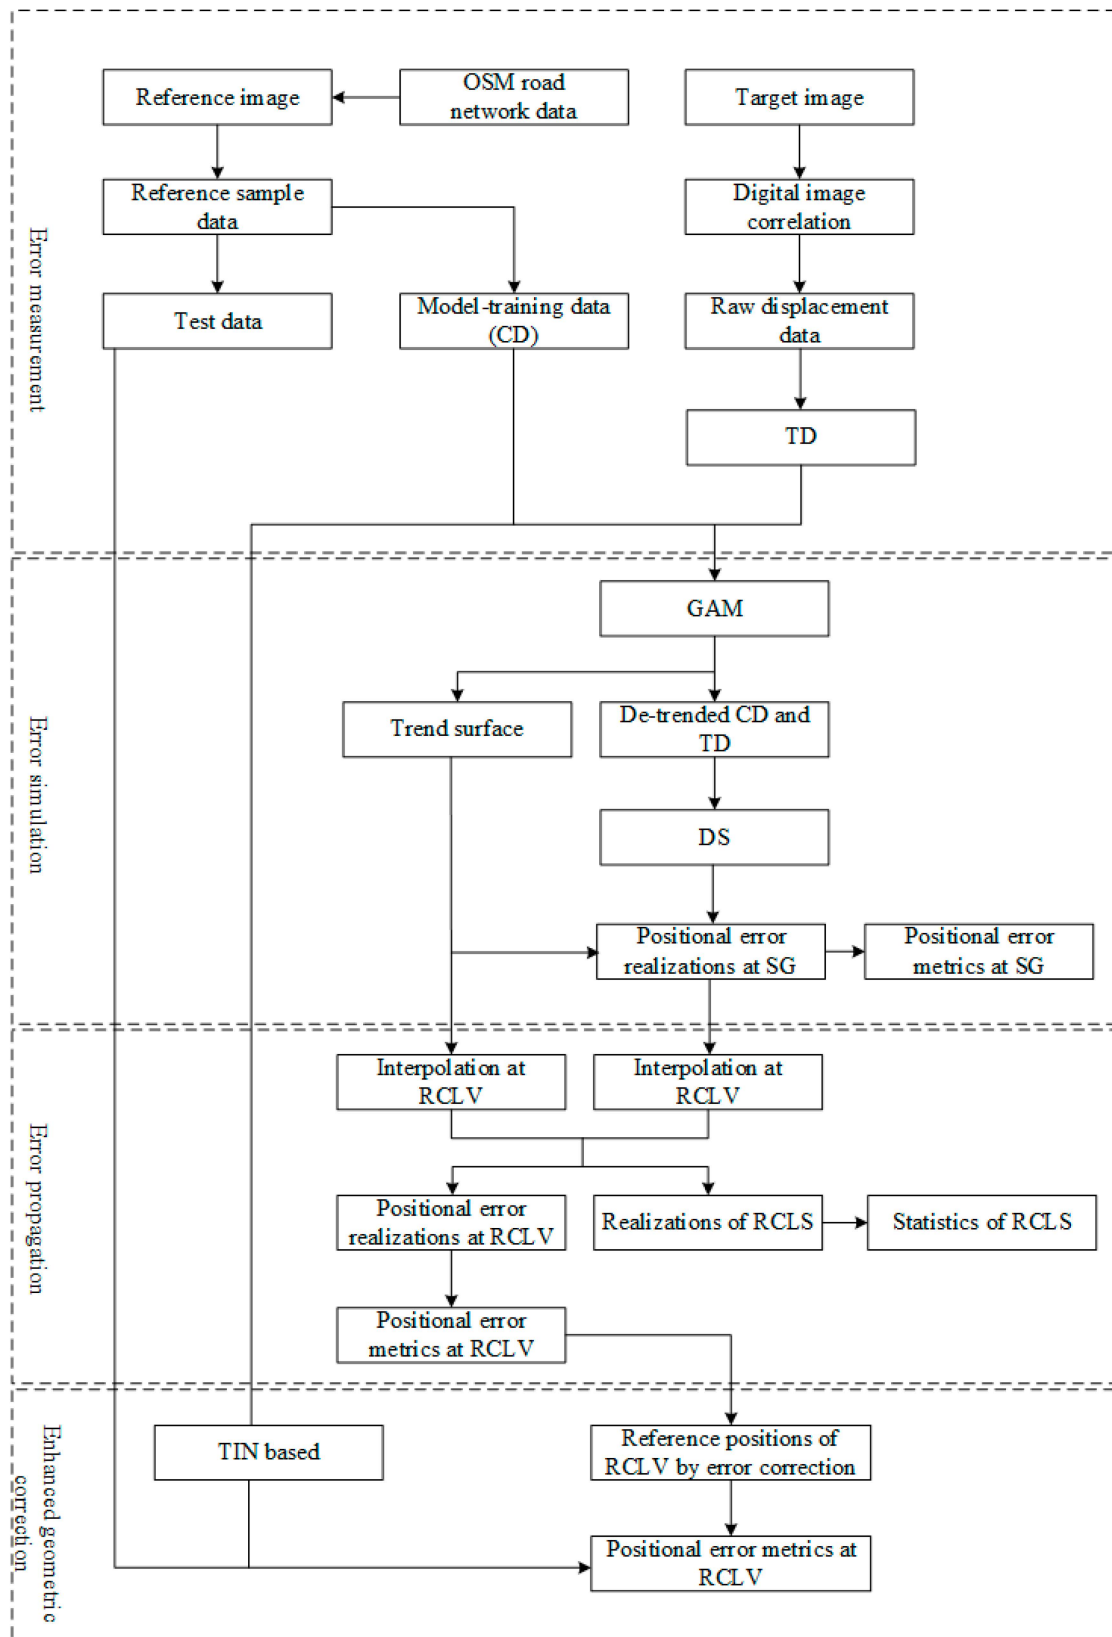 Error measurement
Reference image
OSM road
network data
Target image
Reference sample
data
Digital image
correlation
Test data
Model-training data
(CD)
Raw displacement
data
TD
Error simulation
GAM
Trend surface
De-trended CD and
TD
DS
Positional error
realizations at SG
Positional error
metrics at SG
Error propagation
Interpolation at
RCLV
Interpolation at
RCLV
Positional error
realizations at RCLV
Realizations of RCLS
Statistics of RCLS
Positional error
metrics at RCLV
Enhanced geometric
correction
TIN based
Reference positions of
RCLV by error correction
Positional error metrics at
RCLV